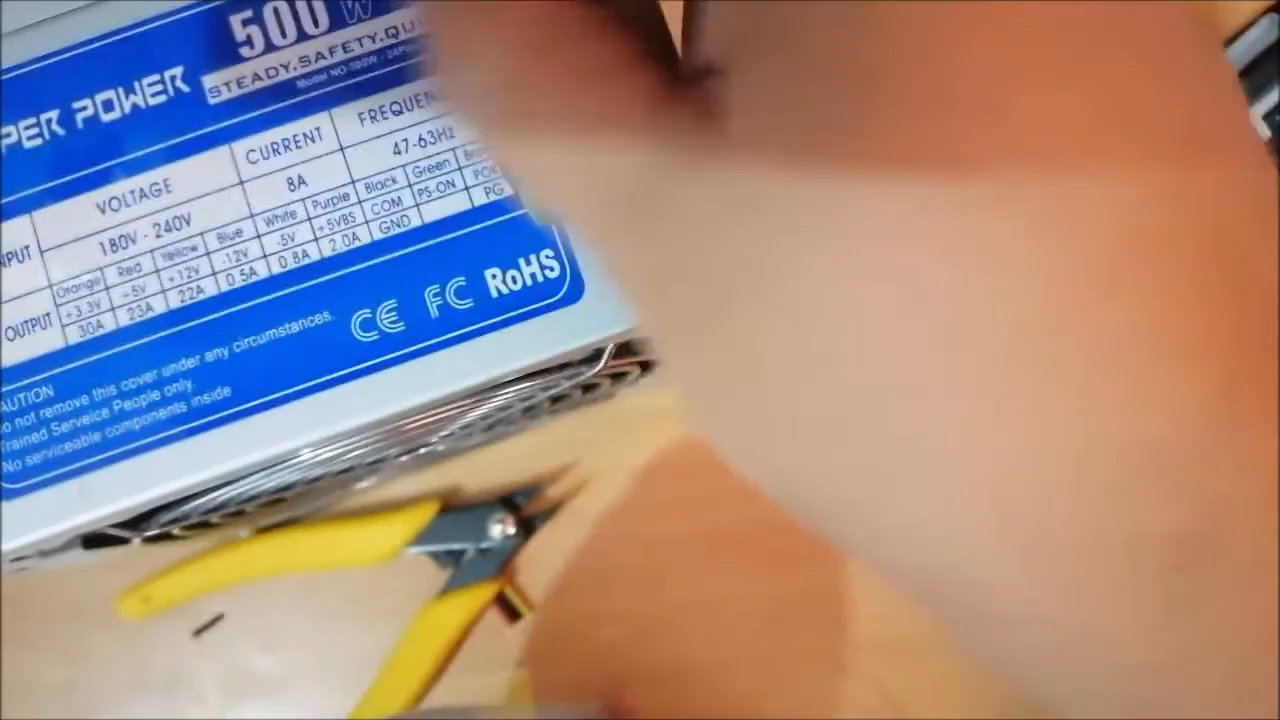 500 W
STEADY.SAFETY.QU
PER POWER
VOLTAGE CURRENT FREQUEN
PUT 180V - 240V 8A 47-63Hz
Orange Red Yellow Blue White Purple Black Green
OUTPUT +3.3V +5V +12V -12V -5V +5VBS COM PS-ON
30A 23A 22A 0.5A 0.8A 2.0A GND PG
CE FC RoHS
AUTION
o not remove this cover under any circumstances.
Trained Serveice People only.
No serviceable components inside